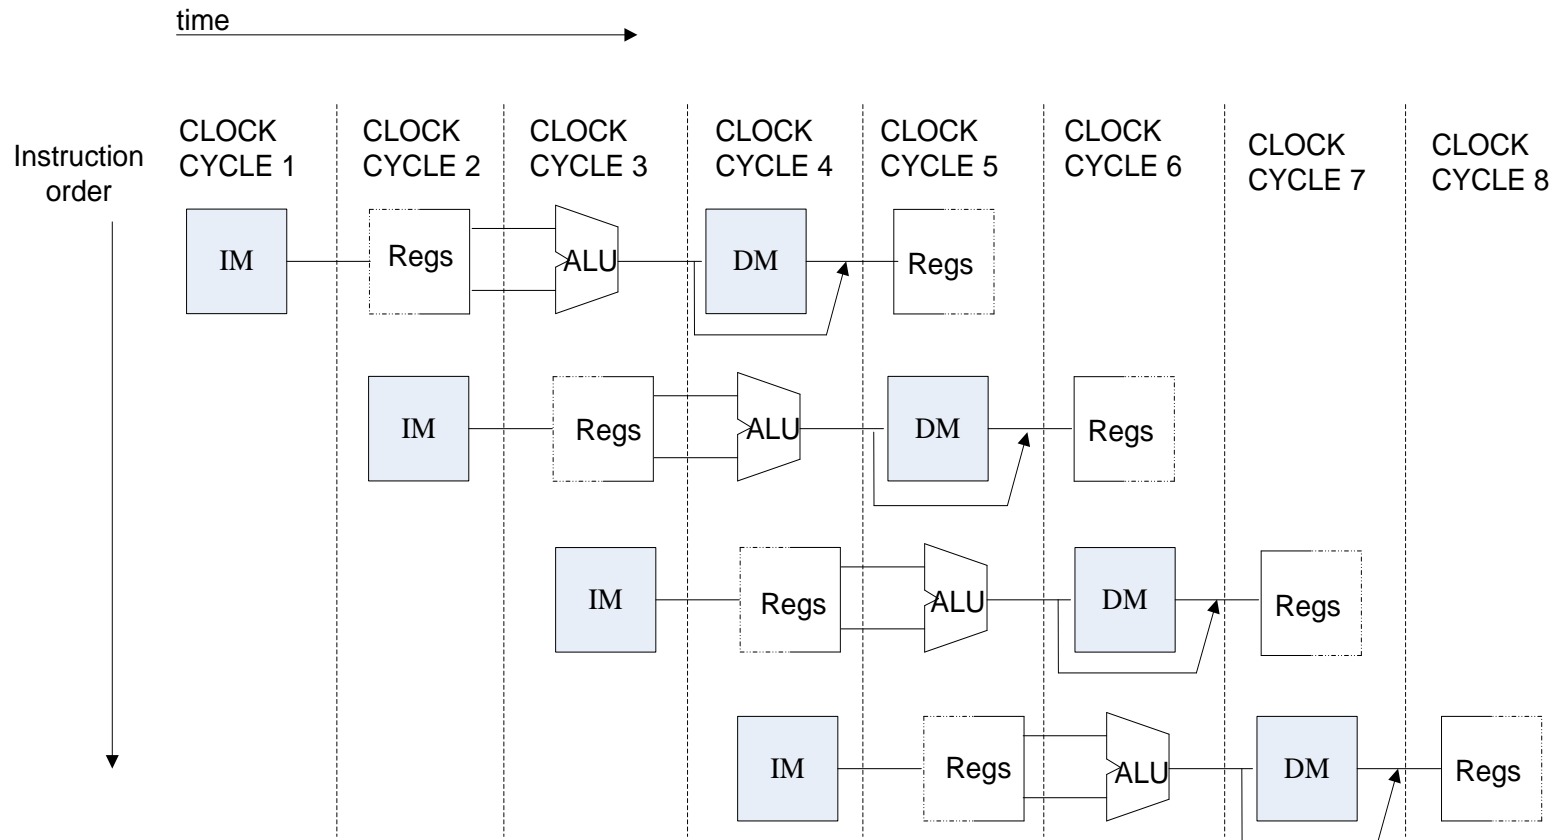 time
CLOCK
CYCLE 1
CLOCK
CYCLE 2
CLOCK
CYCLE 3
CLOCK
CYCLE 4
CLOCK
CYCLE 5
CLOCK
CYCLE 6
CLOCK
CYCLE 7
CLOCK
CYCLE 8
Instruction
order
IM
Regs
ALU
DM
Regs
IM
Regs
ALU
DM
Regs
IM
Regs
ALU
DM
Regs
IM
Regs
ALU
DM
Regs